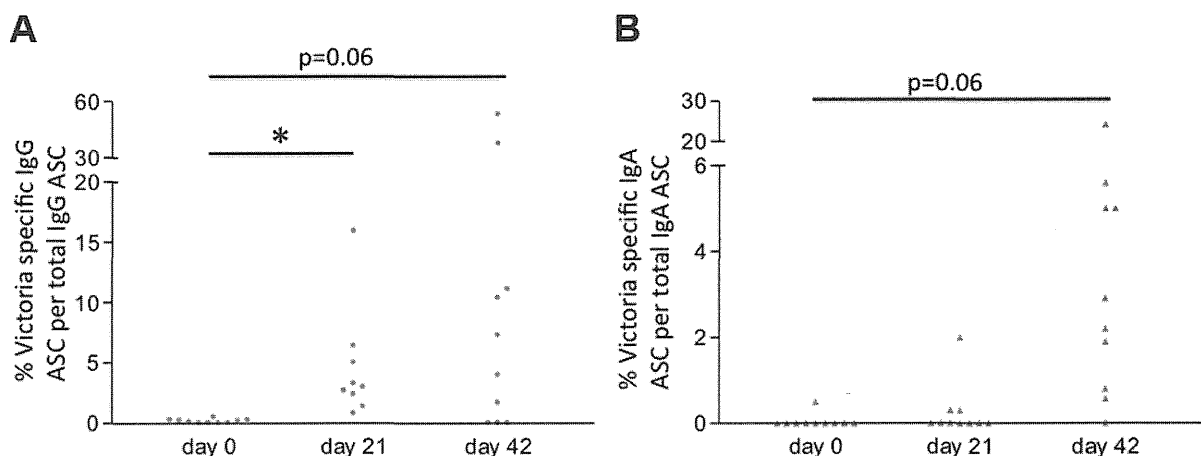 A
p=0.06
*
% Victoria specific IgG
ASC per total IgG ASC
60
30
20
15
10
5
0
day 0
day 21
day 42
B
p=0.06
% Victoria specific IgA
ASC per total IgA ASC
30
20
6
4
2
0
day 0
day 21
day 42